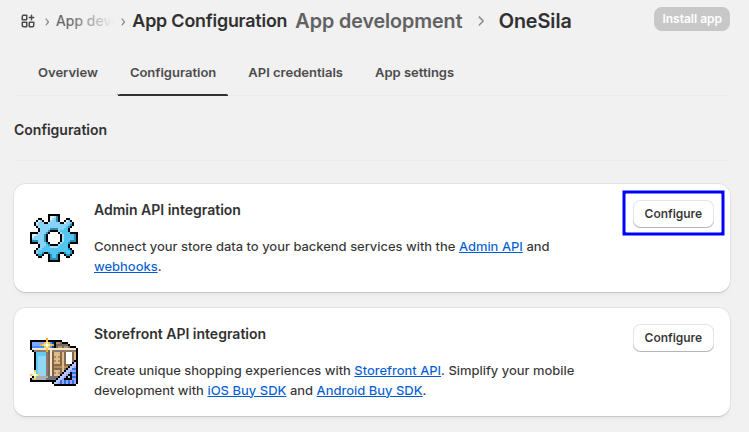 App dev App Configuration App development OneSila Install app
Overview Configuration API credentials App settings
Configuration
Admin API integration Configure
Connect your store data to your backend services with the Admin API and
webhooks.
Storefront API integration Configure
Create unique shopping experiences with Storefront API. Simplify your mobile
development with iOS Buy SDK and Android Buy SDK.